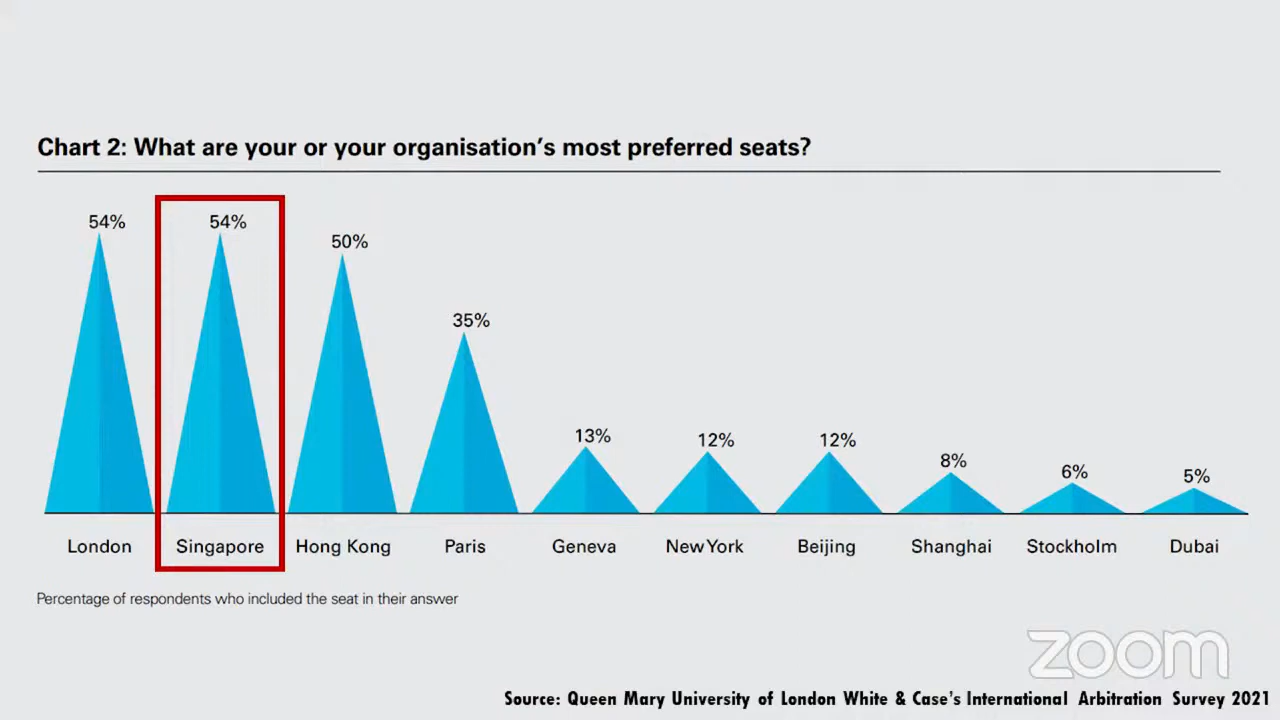 Chart 2: What are your or your organisation's most preferred seats?
54% 54% 50% 35% 13% 12% 12% 8% 6% 5%
London Singapore Hong Kong Paris Geneva New York Beijing Shanghai Stockholm Dubai
Percentage of respondents who included the seat in their answer
zoom
Source: Queen Mary University of London White & Case's International Arbitration Survey 2021